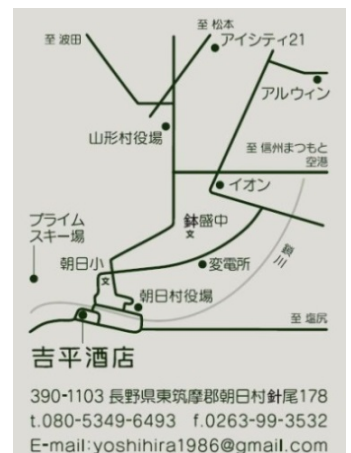 至 松本
至 波田
アイシティ21
アルウィン
山形村役場
至 信州まつもと
空港
イオン
プライム
スキー場
鉢盛中
文
鎖川
朝日小
文
変電所
朝日村役場
至 塩尻
吉平酒店
390-1103 長野県東筑摩郡朝日村針尾178
t.080-5349-6493 f.0263-99-3532
E-mail:yoshihira1986@gmail.com